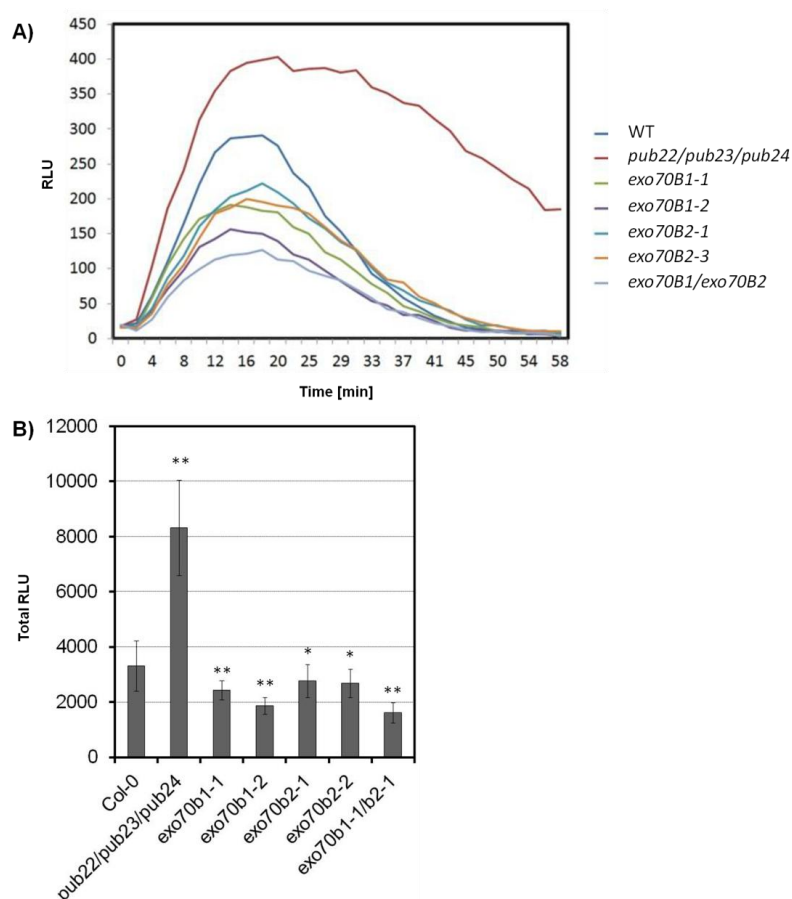 A)
450
400
350
300
250
200
150
100
50
0
RLU
0 4 8 12 16 20 25 29 33 37 41 45 50 54 58
Time [min]
WT
pub22/pub23/pub24
exo70B1-1
exo70B1-2
exo70B2-1
exo70B2-3
exo70B1/exo70B2
B)
12000
10000
8000
6000
4000
2000
0
Total RLU
**
**
**
*
*
**
Col-0
pub22/pub23/pub24
exo70b1-1
exo70b1-2
exo70b2-1
exo70b2-2
exo70b1-1/b2-1